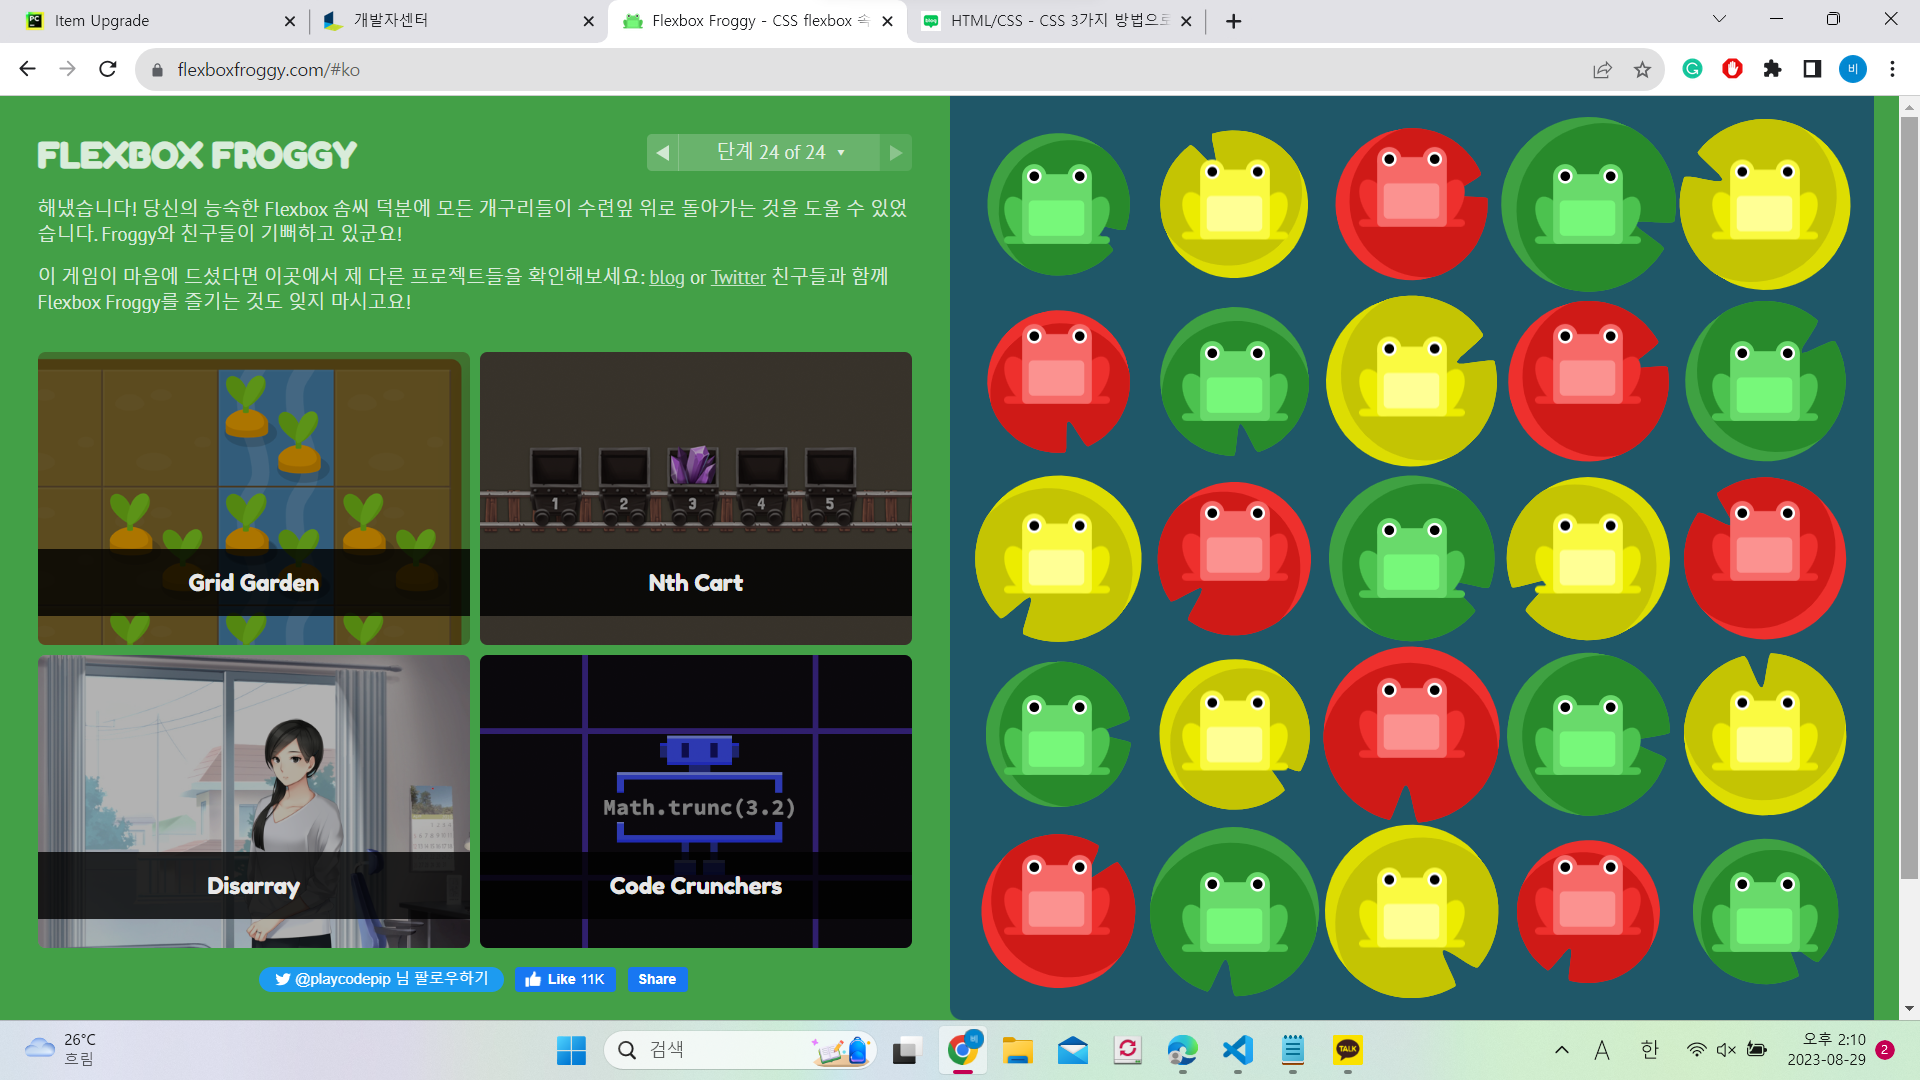 Item Upgrade
개발자센터
Flexbox Froggy - CSS flexbox 속
HTML/CSS - CSS 3가지 방법으로
flexboxfroggy.com/#ko
비
FLEXBOX FROGGY
단계 24 of 24
해냈습니다! 당신의 능숙한 Flexbox 솜씨 덕분에 모든 개구리들이 수련잎 위로 돌아가는 것을 도울 수 있었
습니다. Froggy와 친구들이 기뻐하고 있군요!
이 게임이 마음에 드셨다면 이곳에서 제 다른 프로젝트들을 확인해보세요: blog or Twitter 친구들과 함께
Flexbox Froggy를 즐기는 것도 잊지 마시고요!
1 2 3 4 5
Grid Garden
Nth Cart
Math.trunc(3.2)
Disarray
Code Crunchers
@playcodepip 님 팔로우하기
Like 11K
Share
26°C
흐림
검색
비
TALK
A
한
오후 2:10
2023-08-29
2